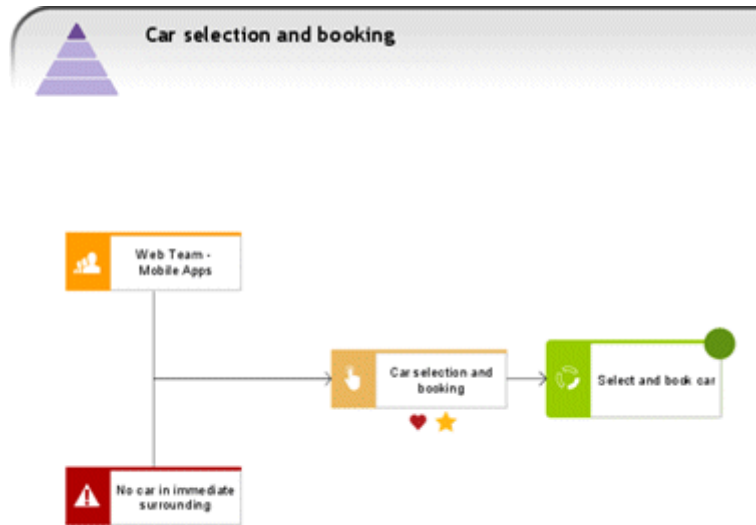 Car selection and booking
Web Team -
Mobile Apps
Car selection and
booking
Select and book car
No car in immediate
surrounding